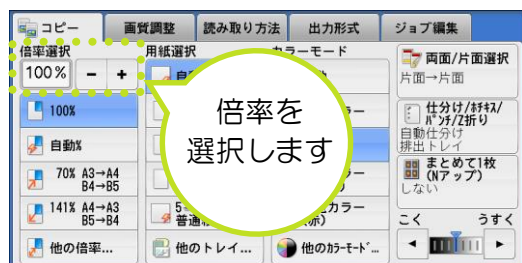 コピー
画質調整
読み取り方法
出力形式
ジョブ編集
倍率選択
100%
－
＋
100%
自動%
70% A3→A4
B4→B5
141% A4→A3
B5→B4
他の倍率...
用紙選択
他のトレイ...
カラーモード
他のｶﾗｰﾓｰﾄﾞ...
倍率を
選択します
両面/片面選択
片面→片面
仕分け/ﾎﾁｷｽ/
ﾊﾟﾝﾁ/Z折り
自動仕分け
排出トレイ
まとめて1枚
(Nアップ)
しない
こく
うすく